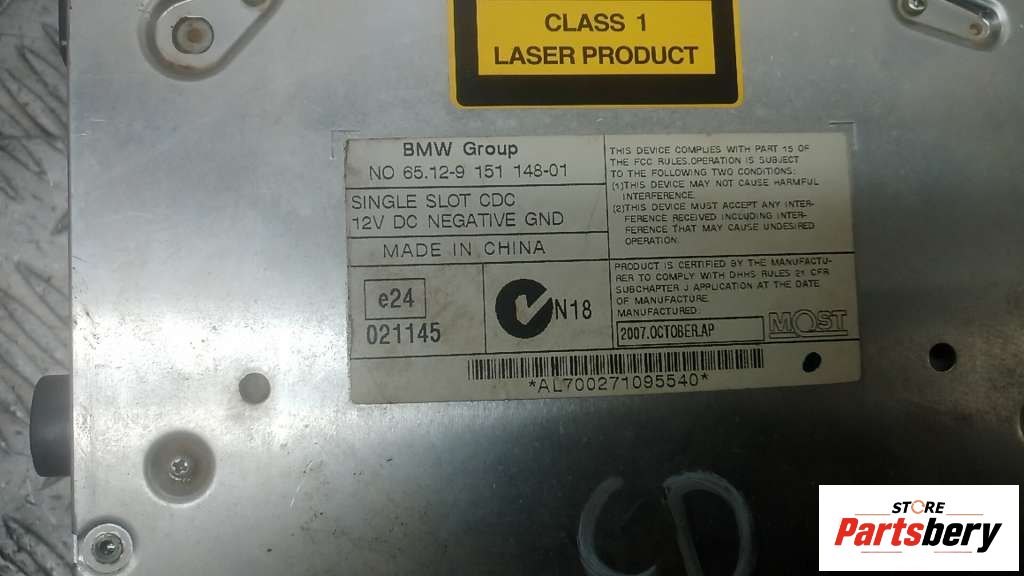 CLASS 1
LASER PRODUCT
BMW Group
NO 65.12-9 151 148-01
SINGLE SLOT CDC
12V DC NEGATIVE GND
MADE IN CHINA
e24
021145
N18
THIS DEVICE COMPLIES WITH PART 15 OF
THE FCC RULES.OPERATION IS SUBJECT
TO THE FOLLOWING TWO CONDITIONS:
(1)THIS DEVICE MAY NOT CAUSE HARMFUL
INTERFERENCE.
(2)THIS DEVICE MUST ACCEPT ANY INTER-
FERENCE RECEIVED INCLUDING INTER-
FERENCE THAT MAY CAUSE UNDESIRED
OPERATION.
PRODUCT IS CERTIFIED BY THE MANUFACTU-
RER TO COMPLY WITH DHHS RULES 21 CFR
SUBCHAPTER J APPLICATION AT THE DATE
OF MANUFACTURE.
MANUFACTURED:
2007.OCTOBER.AP
MOST
*AL700271095540*
CD
STORE
Partsbery